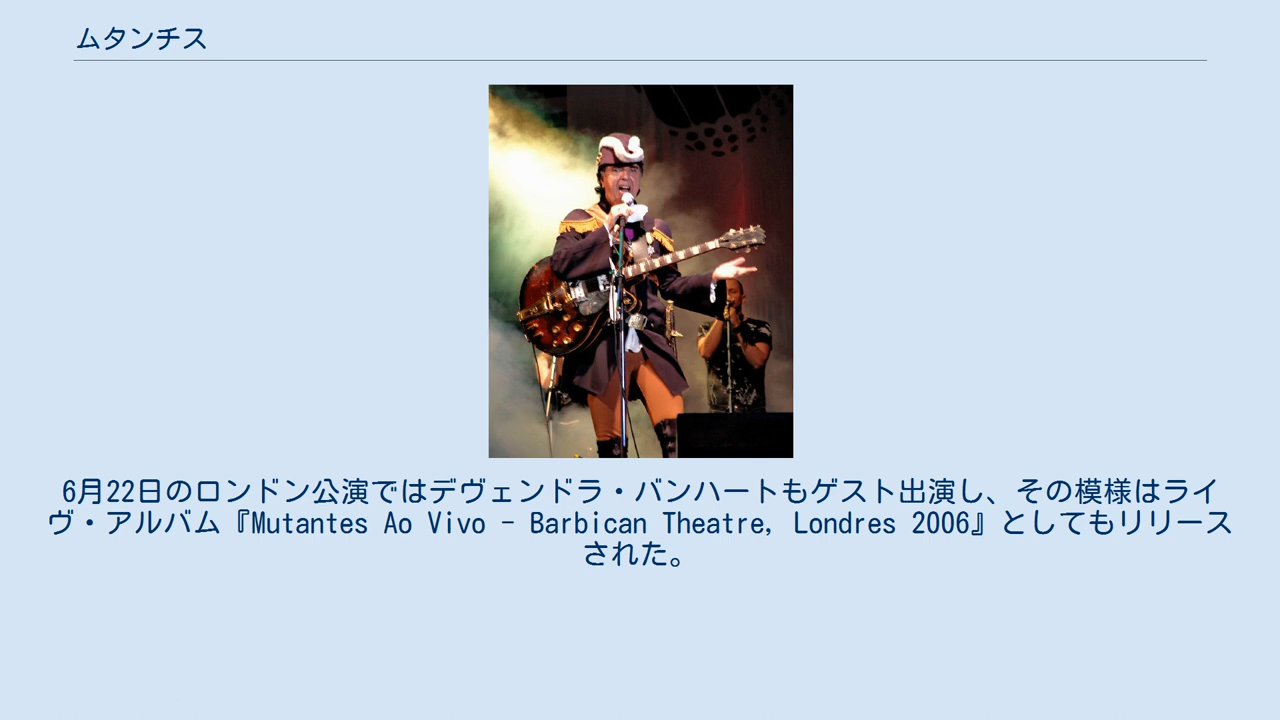 ムタンチス
6月22日のロンドン公演ではデヴェンドラ・バンハートもゲスト出演し、その模様はライ
ヴ・アルバム『Mutantes Ao Vivo - Barbican Theatre, Londres 2006』としてもリリース
された。